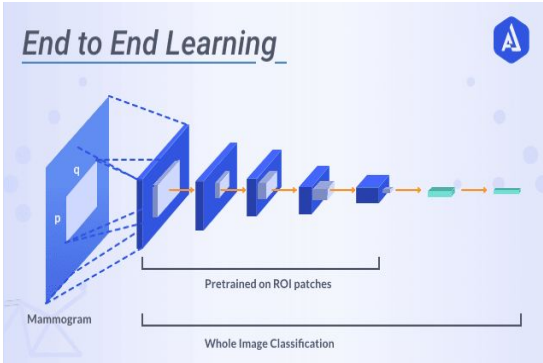 End to End Learning
q
p
Pretrained on ROI patches
Mammogram
Whole Image Classification